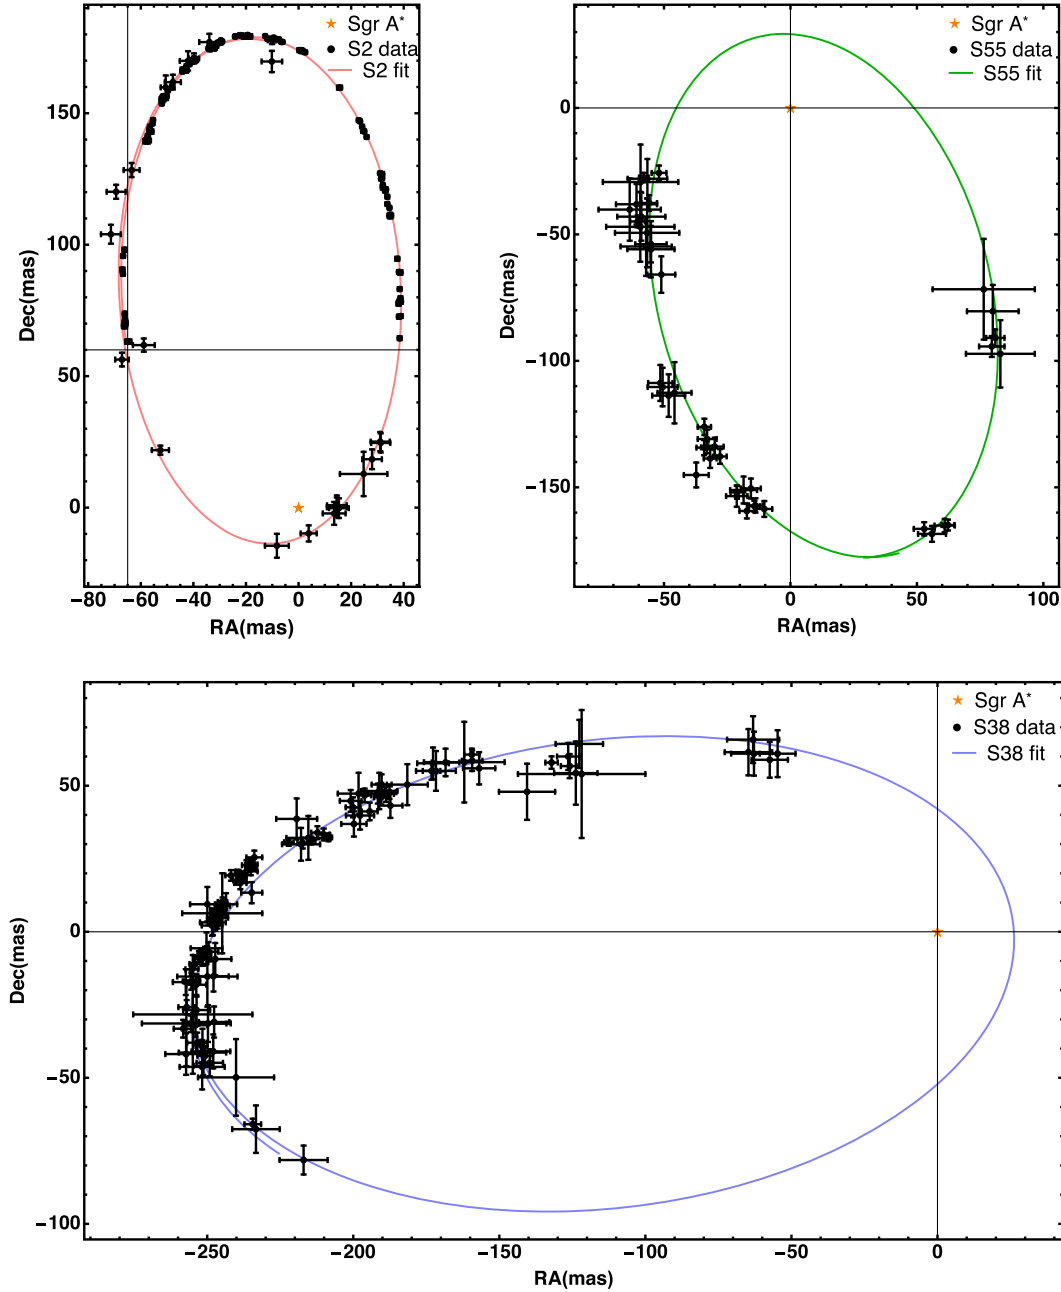 Sgr A*
S2 data
S2 fit
150
100
50
0
Dec(mas)
−80 −60 −40 −20 0 20 40
RA(mas)
Sgr A*
S55 data
S55 fit
0
−50
−100
−150
Dec(mas)
−50 0 50 100
RA(mas)
Sgr A*
S38 data
S38 fit
50
0
−50
−100
Dec(mas)
−250 −200 −150 −100 −50 0
RA(mas)